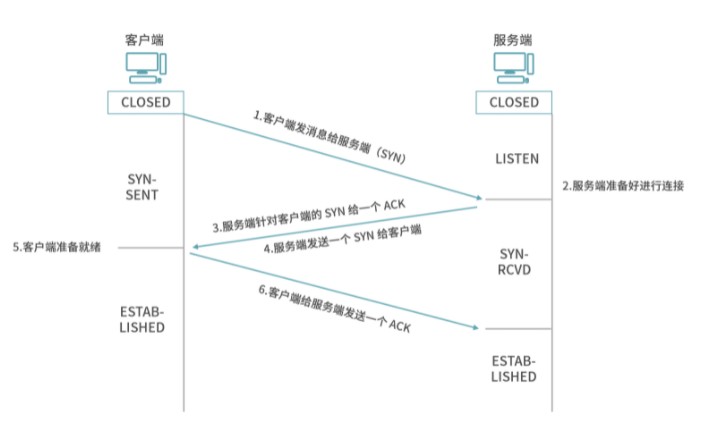 客户端
服务端
CLOSED
CLOSED
1.客户端发消息给服务端（SYN）
LISTEN
SYN-
SENT
2.服务端准备好进行连接
3.服务端针对客户端的 SYN 给一个 ACK
4.服务端发送一个 SYN 给客户端
5.客户端准备就绪
SYN-
RCVD
6.客户端给服务端发送一个 ACK
ESTAB-
LISHED
ESTAB-
LISHED